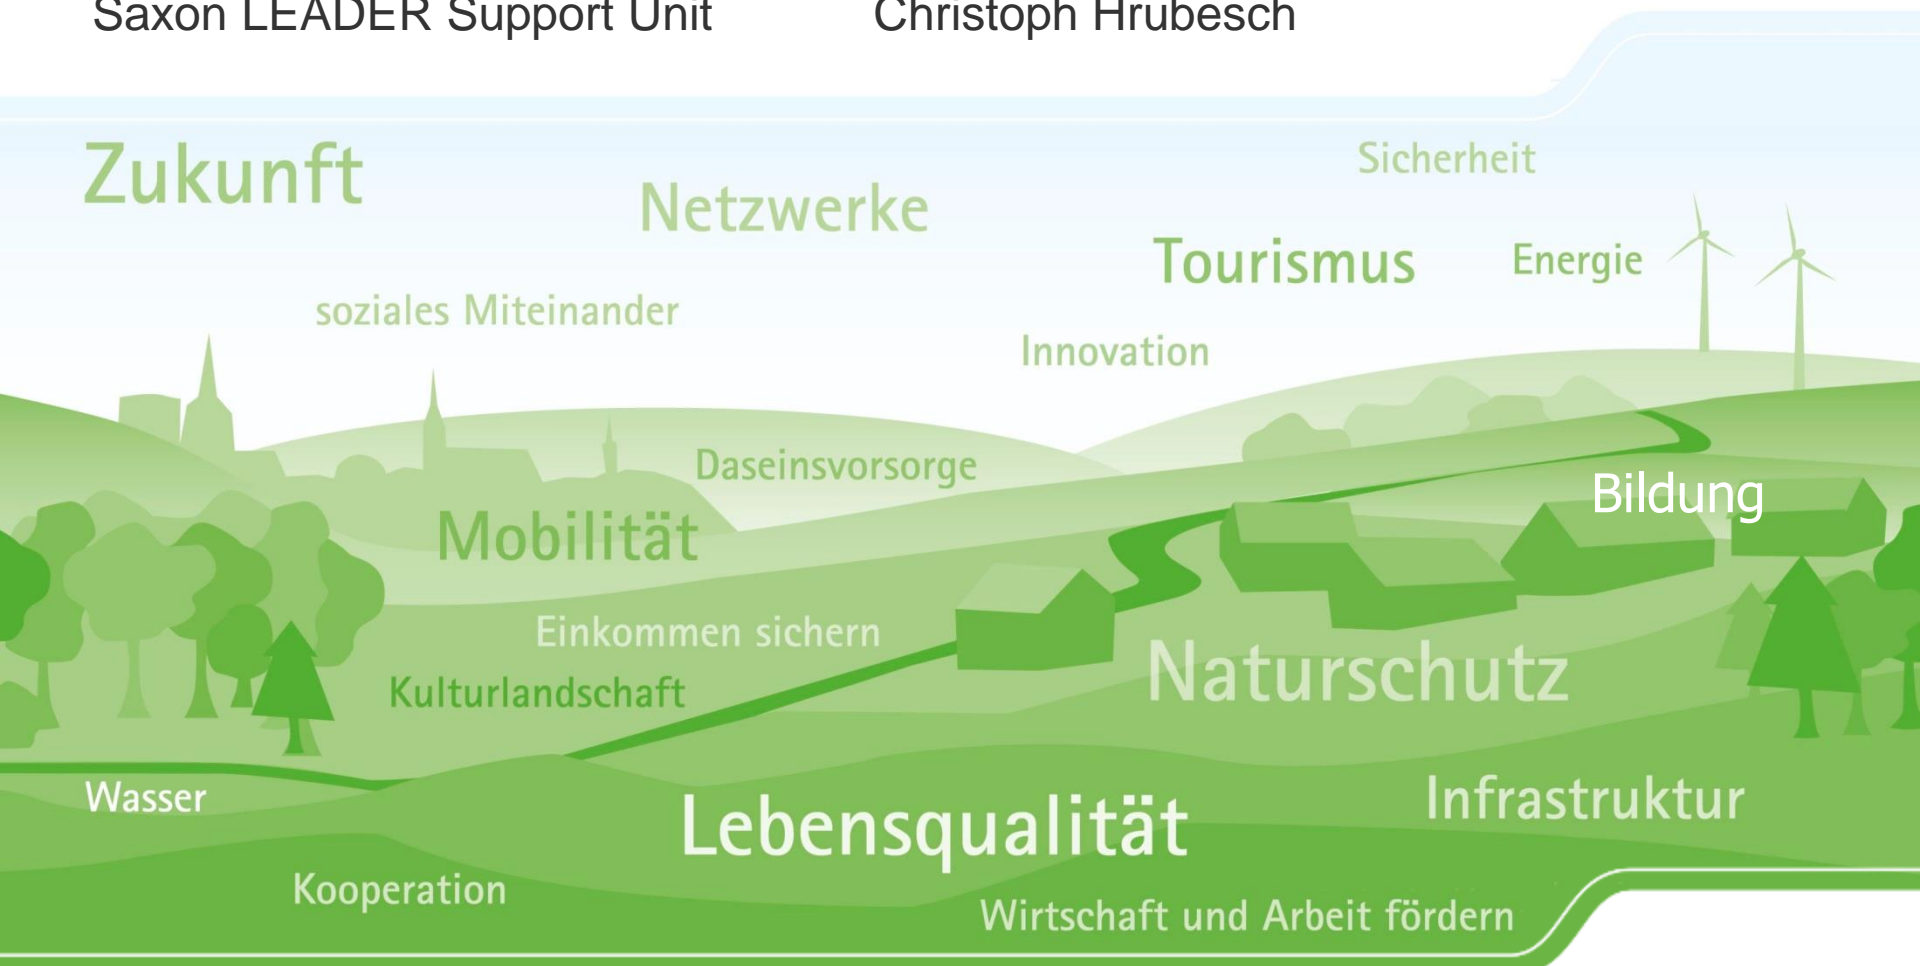 Saxon LEADER Support Unit
Christoph Hrubesch
Zukunft
Sicherheit
Netzwerke
Tourismus
Energie
soziales Miteinander
Innovation
Daseinsvorsorge
Bildung
Mobilität
Einkommen sichern
Naturschutz
Kulturlandschaft
Wasser
Infrastruktur
Lebensqualität
Kooperation
Wirtschaft und Arbeit fördern